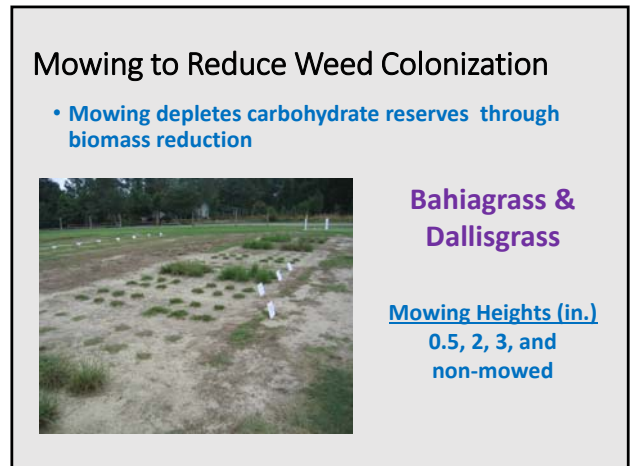 Mowing to Reduce Weed Colonization
• Mowing depletes carbohydrate reserves through
biomass reduction
Bahiagrass &
Dallisgrass
Mowing Heights (in.)
0.5, 2, 3, and
non-mowed